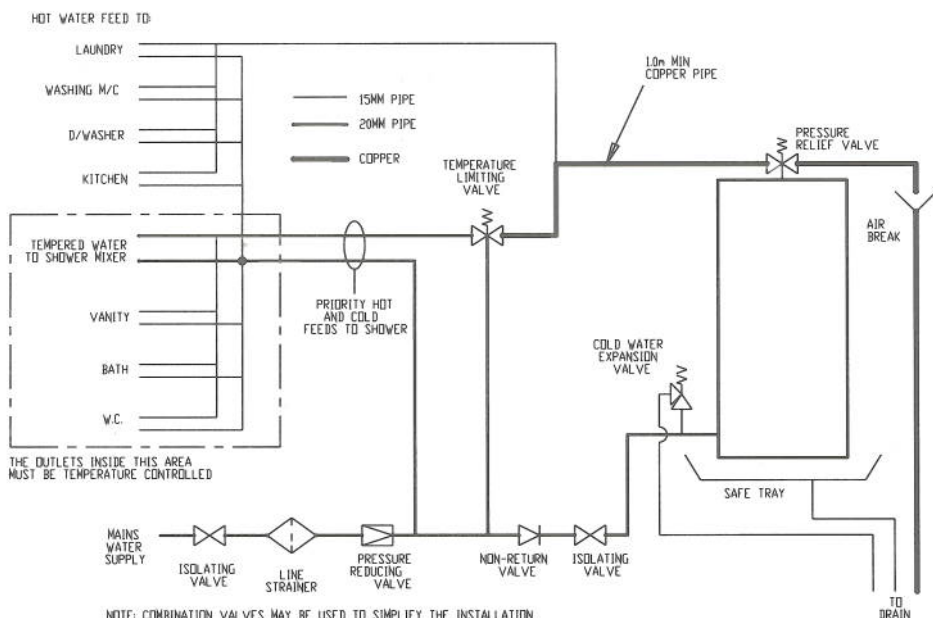 HOT WATER FEED TO:
LAUNDRY
WASHING M/C
D/WASHER
KITCHEN
15MM PIPE
20MM PIPE
COPPER
1.0m MIN
COPPER PIPE
TEMPERATURE
LIMITING
VALVE
PRESSURE
RELIEF VALVE
AIR
BREAK
TEMPERED WATER
TO SHOWER MIXER
PRIORITY HOT
AND COLD
FEEDS TO SHOWER
VANITY
BATH
W.C.
COLD WATER
EXPANSION
VALVE
THE OUTLETS INSIDE THIS AREA
MUST BE TEMPERATURE CONTROLLED
SAFE TRAY
MAINS
WATER
SUPPLY
ISOLATING
VALVE
LINE
STRAINER
PRESSURE
REDUCING
VALVE
NON-RETURN
VALVE
ISOLATING
VALVE
TO
DRAIN
NOTE: COMBINATION VALVES MAY BE USED TO SIMPLIFY THE INSTALLATION